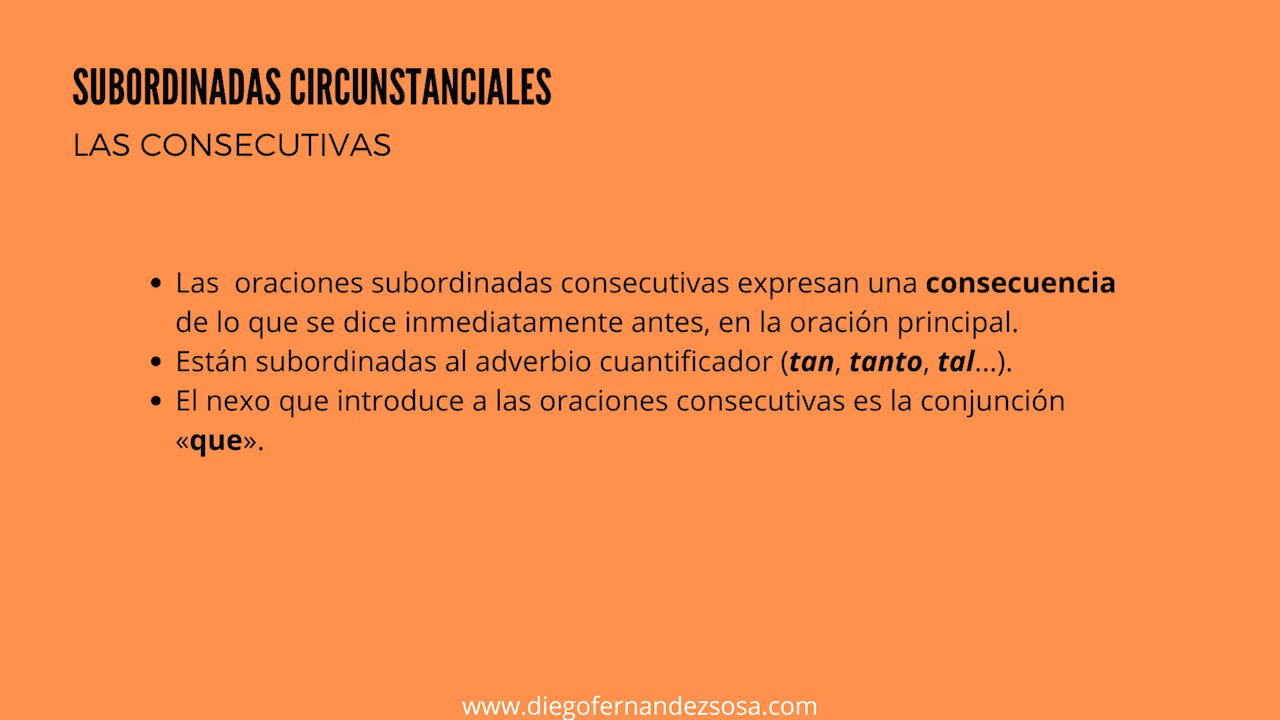 SUBORDINADAS CIRCUNSTANCIALES
LAS CONSECUTIVAS
• Las  oraciones subordinadas consecutivas expresan una consecuencia
de lo que se dice inmediatamente antes, en la oración principal.
• Están subordinadas al adverbio cuantificador (tan, tanto, tal...).
• El nexo que introduce a las oraciones consecutivas es la conjunción
«que».
www.diegofernandezsosa.com